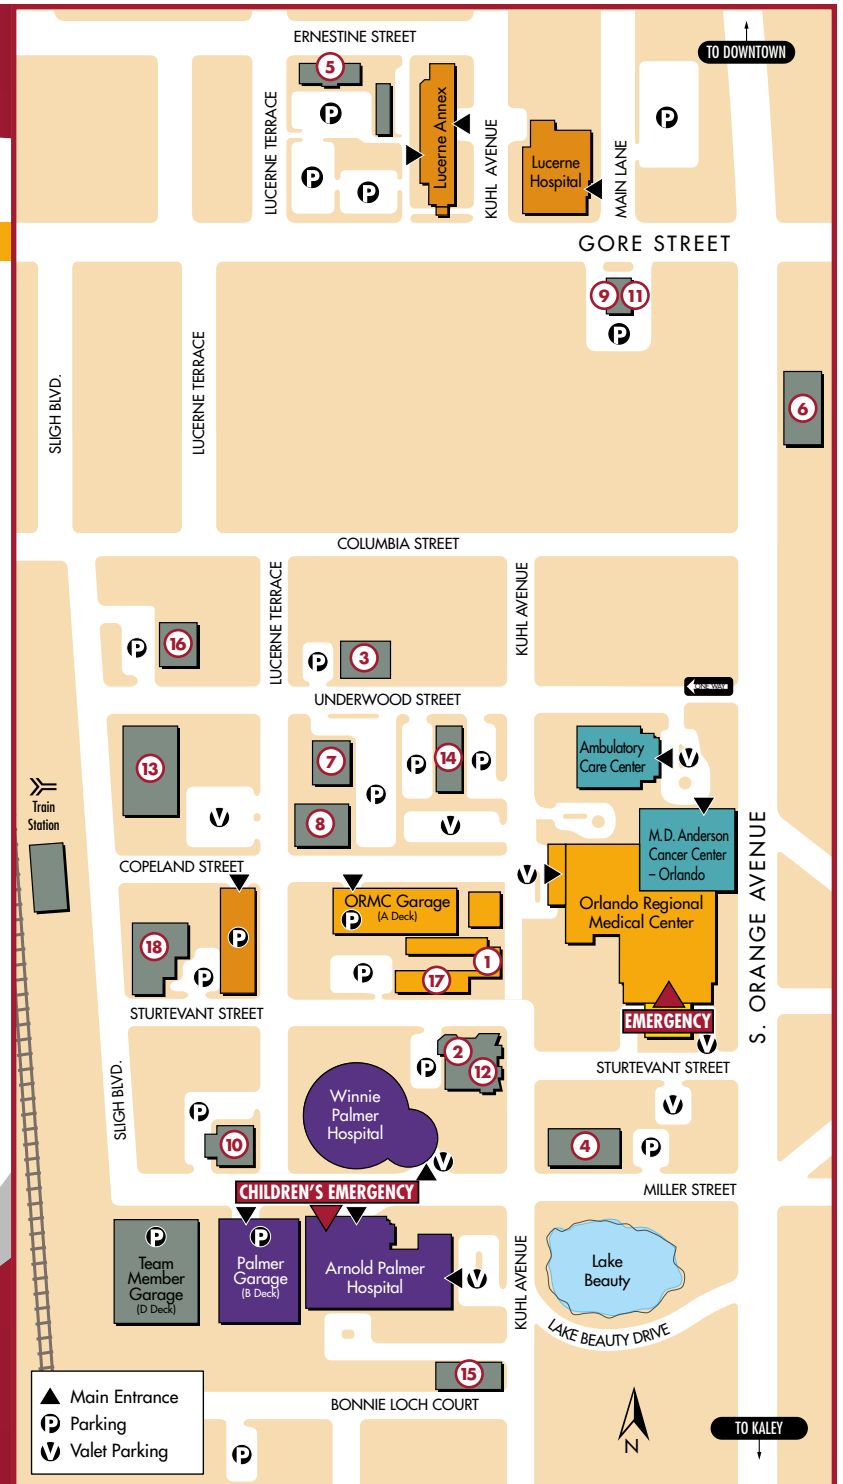 ERNESTINE STREET
TO DOWNTOWN
5
P
P
P
P
LUCERNE TERRACE
Lucerne Annex
KUHL AVENUE
Lucerne
Hospital
MAIN LANE
GORE STREET
9
11
P
6
SLIGH BLVD.
LUCERNE TERRACE
COLUMBIA STREET
LUCERNE TERRACE
KUHL AVENUE
P
16
P
3
ONE WAY
UNDERWOOD STREET
13
7
P
14
P
P
Ambulatory
Care Center
V
Train
Station
V
8
V
M.D. Anderson
Cancer Center
– Orlando
COPELAND STREET
V
ORMC Garage
(A Deck)
P
Orlando Regional
Medical Center
S. ORANGE AVENUE
18
P
P
P
17
1
STURTEVANT STREET
EMERGENCY
V
2
12
P
STURTEVANT STREET
SLIGH BLVD.
Winnie
Palmer
Hospital
P
10
V
V
4
P
CHILDREN'S EMERGENCY
MILLER STREET
P
Team
Member
Garage
(D Deck)
P
Palmer
Garage
(B Deck)
Arnold Palmer
Hospital
V
KUHL AVENUE
Lake
Beauty
LAKE BEAUTY DRIVE
15
BONNIE LOCH COURT
Main Entrance
P Parking
V Valet Parking
P
N
TO KALEY